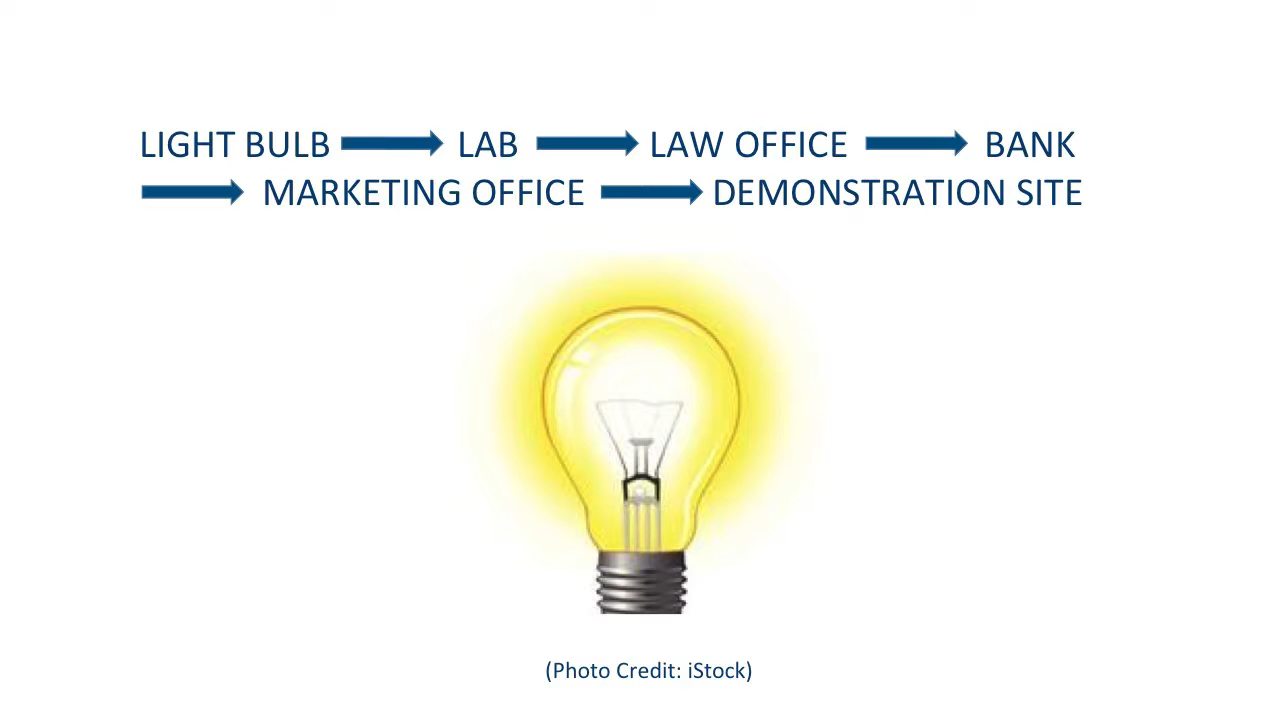 LIGHT BULB LAB LAW OFFICE BANK
MARKETING OFFICE DEMONSTRATION SITE
(Photo Credit: iStock)